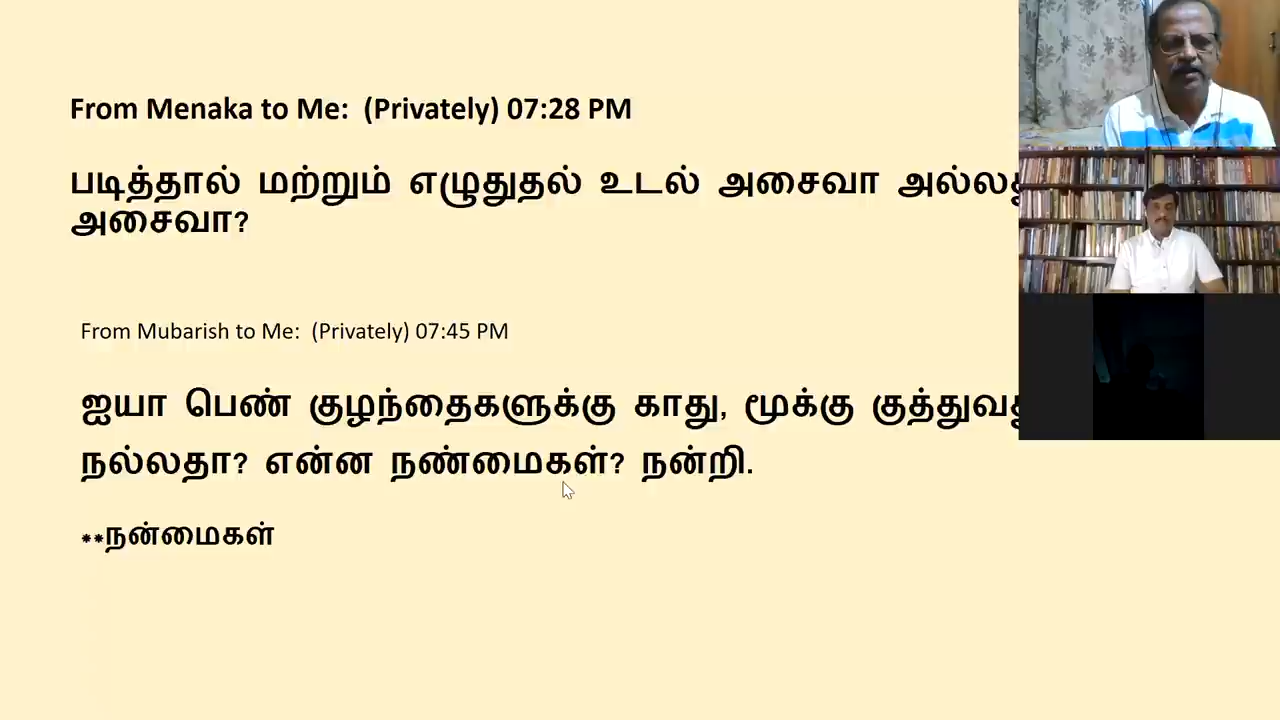 From Menaka to Me: (Privately) 07:28 PM
படித்தால் மற்றும் எழுதுதல் உடல் அசைவா
அசைவா?
From Mubarish to Me: (Privately) 07:45 PM
ஐயா பெண் குழந்தைகளுக்கு காது, மூக்கு
நல்லதா? என்ன நண்மைகள்? நன்றி.
**நன்மைகள்